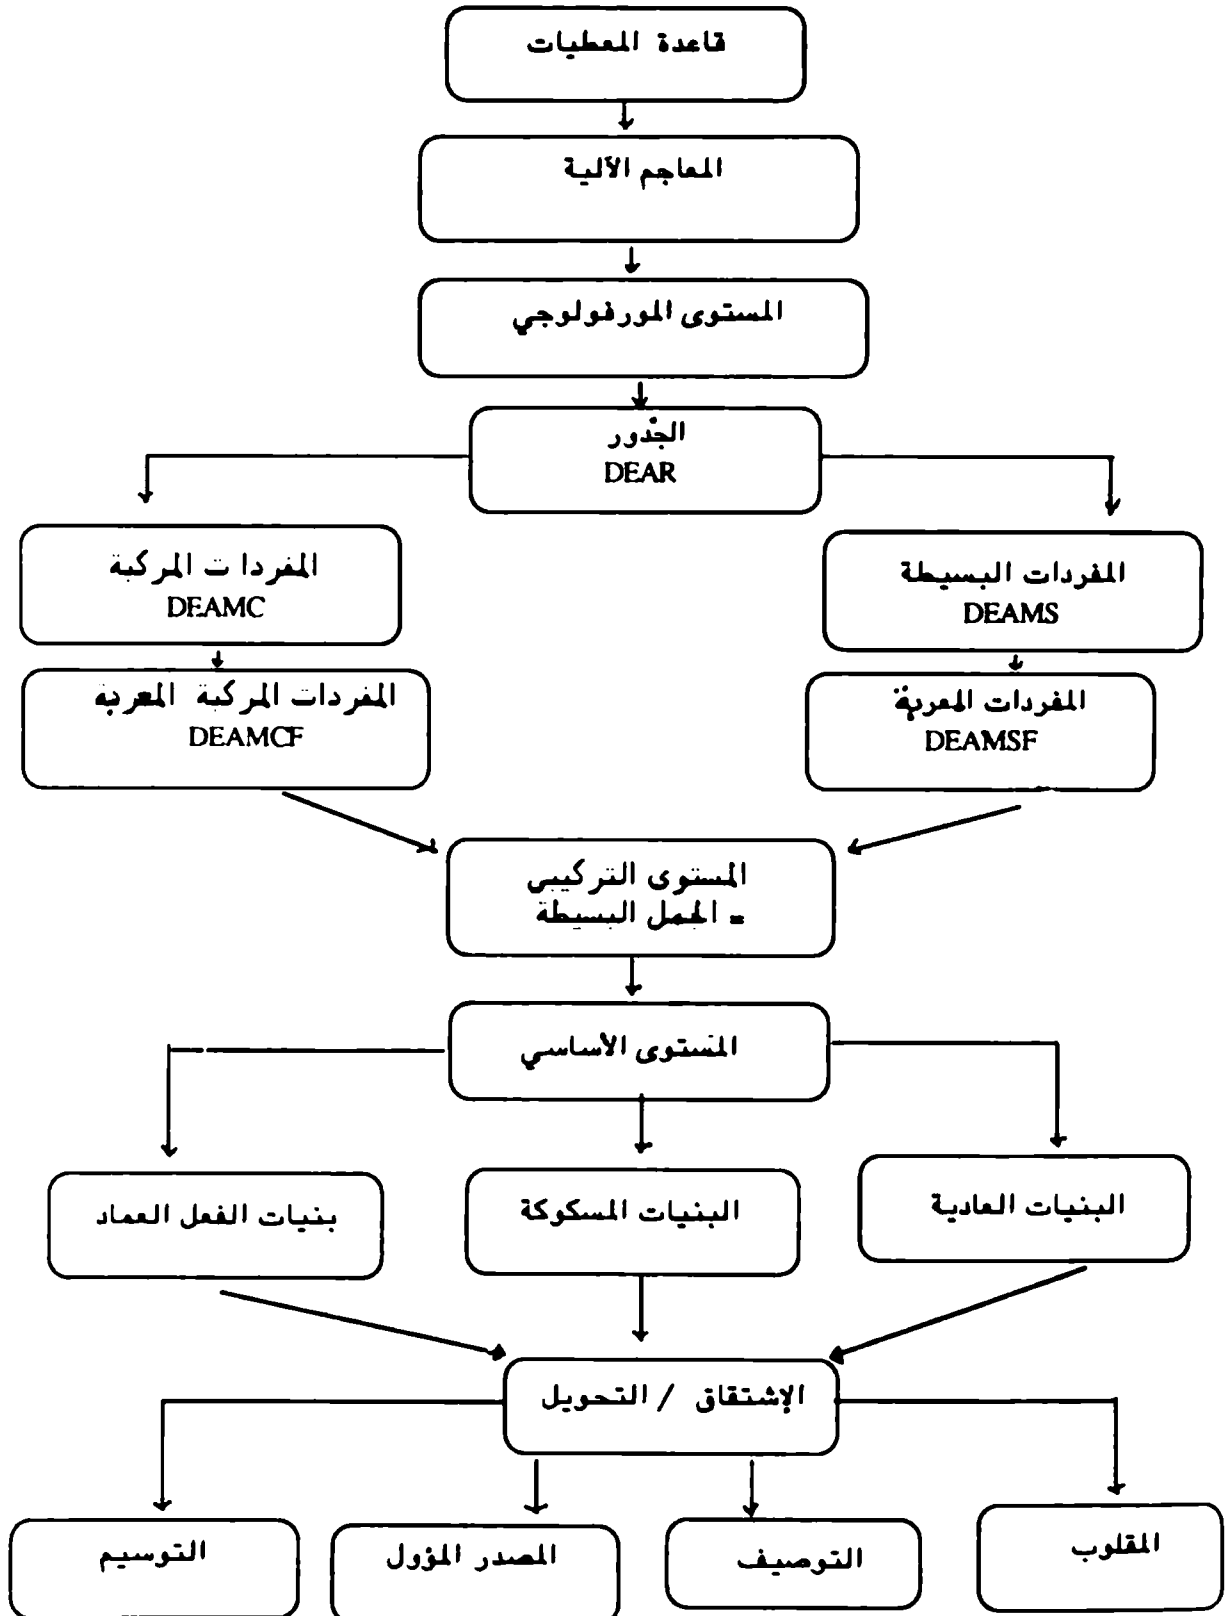 قاعدة المعطيات
المعاجم الآلية
المستوى المورفولوجي
الجذور
DEAR
المفردات البسيطة
DEAMS
المفردات المركبة
DEAMC
المفردات المعربة
DEAMSF
المفردات المركبة المعربة
DEAMCF
المستوى التركيبي
= الجمل البسيطة
المستوى الأساسي
البنيات العادية
البنيات المسكوكة
بنيات الفعل العماد
الإشتقاق / التحويل
المقلوب
التوصيف
المصدر المؤول
التوسيم